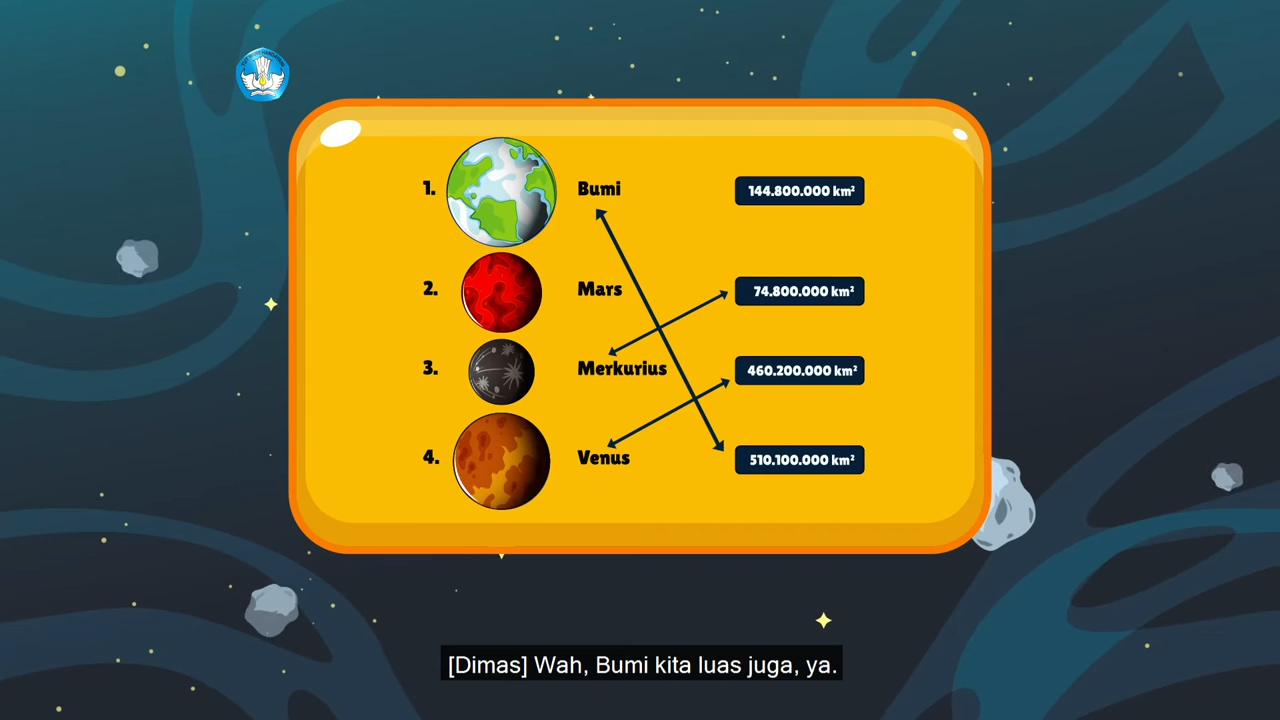 1. Bumi 144.800.000 km²
2. Mars 74.800.000 km²
3. Merkurius 460.200.000 km²
4. Venus 510.100.000 km²
[Dimas] Wah, Bumi kita luas juga, ya.